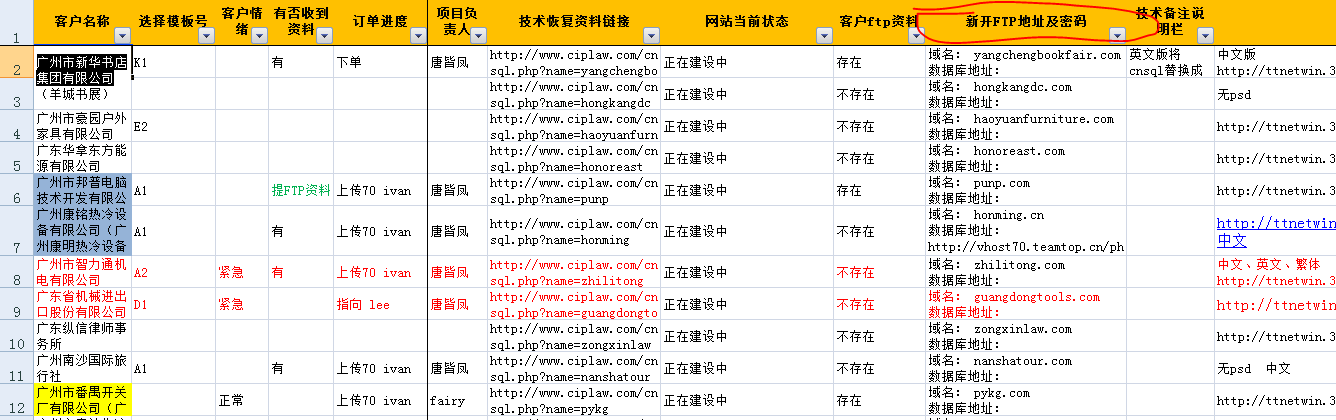 客户名称 选择模板号 客户情绪 有否收到资料 订单进度 项目负责人 技术恢复资料链接 网站当前状态 客户ftp资料 新开FTP地址及密码 技术备注说明栏
1
2 广州市新华书店集团有限公司 K1 有 下单 唐皆凤 http://www.ciplaw.com/cnsql.php?name=yangchengbo 正在建设中 存在 域名: yangchengbookfair.com 数据库地址: 英文版将cnsql替换成 中文版 http://ttnetwin.3
3 (羊城书展) http://www.ciplaw.com/cnsql.php?name=hongkangdc 正在建设中 不存在 域名: hongkangdc.com 数据库地址: 无psd
4 广州市豪园户外家具有限公司 E2 http://www.ciplaw.com/cnsql.php?name=haoyuanfurn 正在建设中 不存在 域名: haoyuanfurniture.com 数据库地址: http://ttnetwin.3
5 广东华拿东方能源有限公司 http://www.ciplaw.com/cnsql.php?name=honoreast 正在建设中 不存在 域名: honoreast.com 数据库地址: http://ttnetwin.3
6 广州市邦普电脑技术开发有限公 A1 提FTP资料 上传70 ivan 唐皆凤 http://www.ciplaw.com/cnsql.php?name=punp 正在建设中 存在 域名: punp.com 数据库地址: http://ttnetwin.3
7 广州康铭热冷设备有限公司(广州康明热冷设备 A1 有 上传70 ivan 唐皆凤 http://www.ciplaw.com/cnsql.php?name=honming 正在建设中 不存在 域名: honming.cn 数据库地址: http://vhost70.teamtop.cn/ph http://ttnetwin 中文
8 广州市智力通机电有限公司 A2 紧急 有 上传70 ivan 唐皆凤 http://www.ciplaw.com/cnsql.php?name=zhilitong 正在建设中 不存在 域名: zhilitong.com 数据库地址: 中文、英文、繁体 http://ttnetwin.3
9 广东省机械进出口股份有限公司 D1 紧急 指向 lee 唐皆凤 http://www.ciplaw.com/cnsql.php?name=guangdongto 正在建设中 不存在 域名: guangdongtools.com 数据库地址: http://ttnetwin
10 广东纵信律师事务所 http://www.ciplaw.com/cnsql.php?name=zongxinlaw 正在建设中 不存在 域名: zongxinlaw.com 数据库地址: http://ttnetwin.3
11 广州南沙国际旅行社 A1 上传70 ivan 唐皆凤 http://www.ciplaw.com/cnsql.php?name=nanshatour 正在建设中 不存在 域名: nanshatour.com 数据库地址: 无psd 中文
12 广州市番禺开关厂有限公司(广 正常 上传70 ivan fairy http://www.ciplaw.com/cnsql.php?name=pykg 正在建设中 存在 域名: pykg.com 数据库地址: http://ttnetwin.3